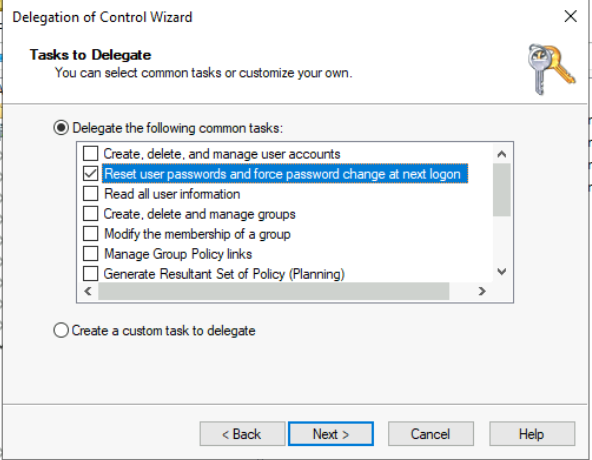 Delegation of Control Wizard
Tasks to Delegate
You can select common tasks or customize your own.
Delegate the following common tasks:
Create, delete, and manage user accounts
Reset user passwords and force password change at next logon
Read all user information
Create, delete and manage groups
Modify the membership of a group
Manage Group Policy links
Generate Resultant Set of Policy (Planning)
Create a custom task to delegate
< Back Next > Cancel Help